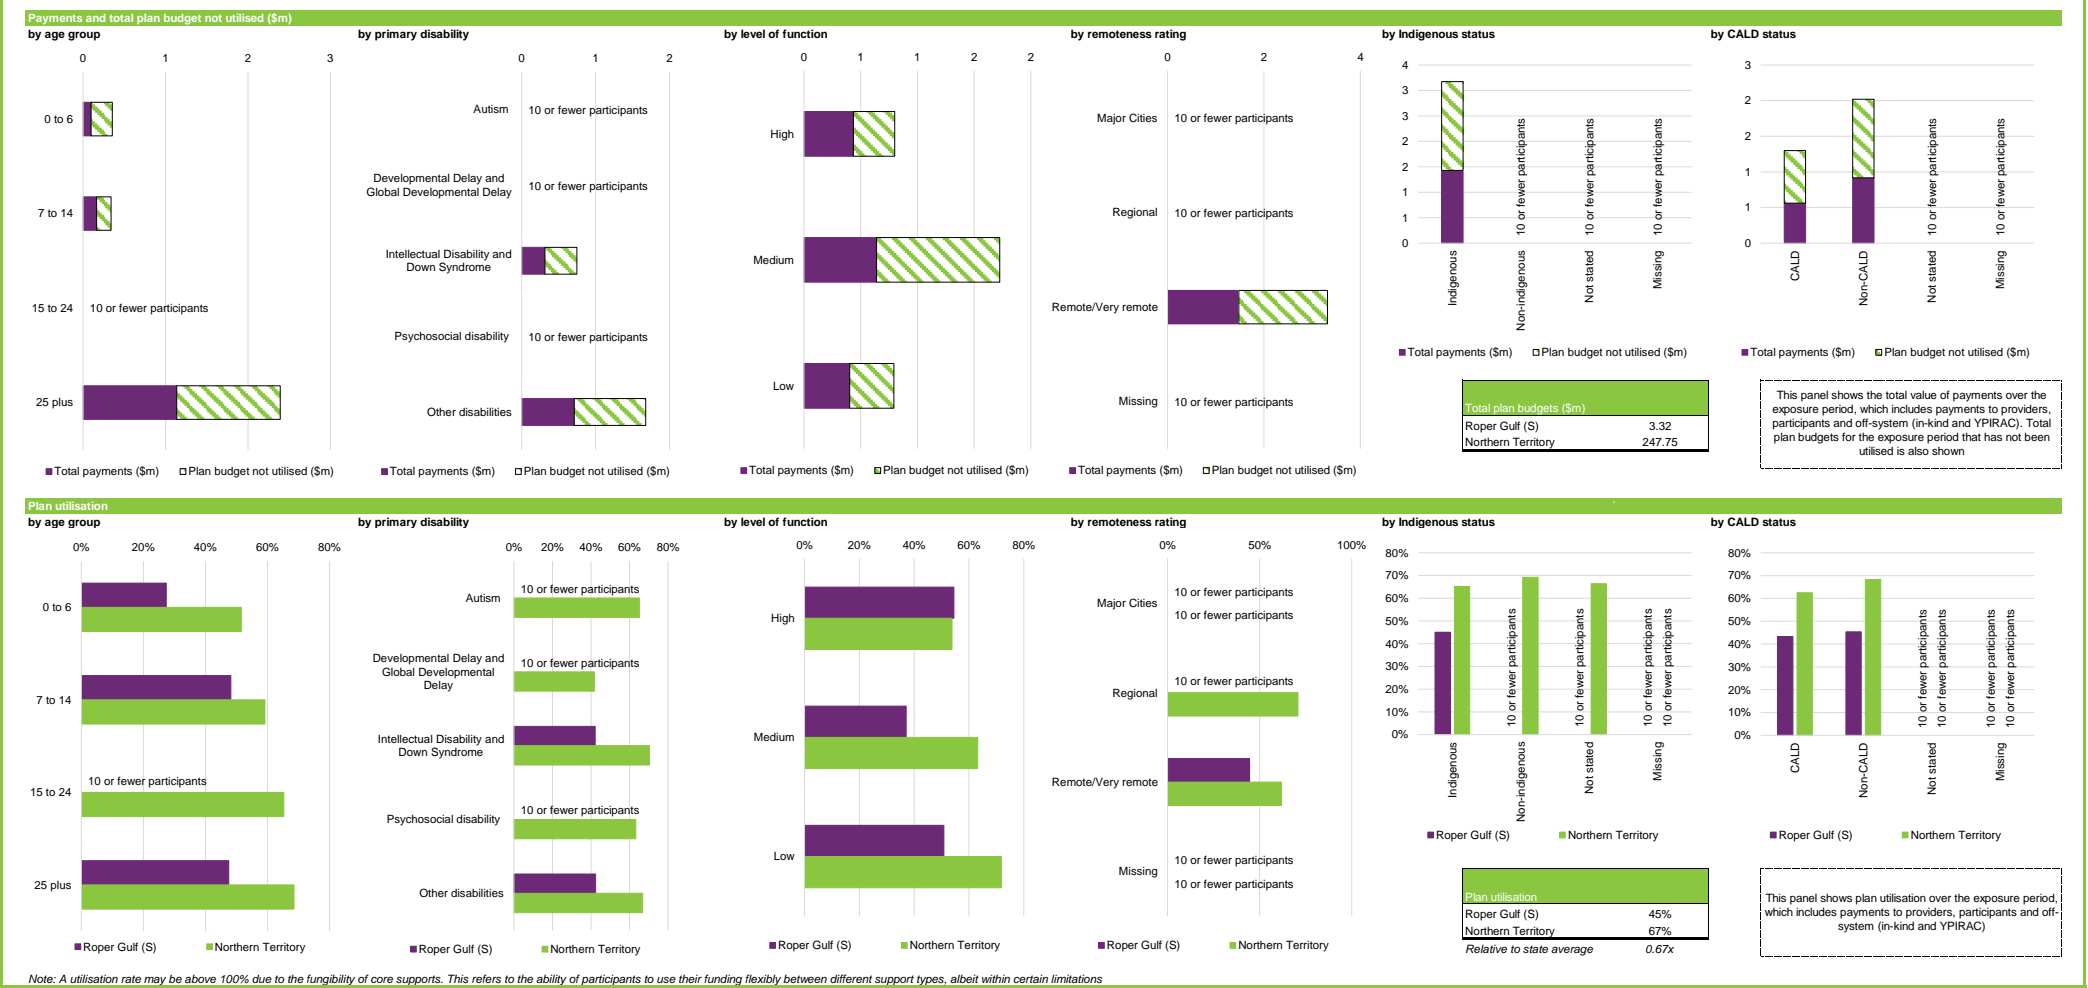 Payments and total plan budget not utilised ($m)
by age group
0 1 1 2 2 3
0 to 6
7 to 14
15 to 24
10 or fewer participants
25 plus
Total payments ($m) Plan budget not utilised ($m)
by primary disability
0 1 1 2
Autism
10 or fewer participants
Developmental Delay and
Global Developmental Delay
10 or fewer participants
Intellectual Disability and
Down Syndrome
Psychosocial disability
10 or fewer participants
Other disabilities
Total payments ($m) Plan budget not utilised ($m)
by level of function
0 1 1 2 2
High
Medium
Low
Total payments ($m) Plan budget not utilised ($m)
by remoteness rating
0 2 4
Major Cities
10 or fewer participants
Regional
10 or fewer participants
Remote/Very remote
Missing
10 or fewer participants
Total payments ($m) Plan budget not utilised ($m)
by Indigenous status
4
3
3
2
2
1
1
0
10 or fewer participants
10 or fewer participants
10 or fewer participants
Indigenous
Non-indigenous
Not stated
Missing
Total payments ($m) Plan budget not utilised ($m)
by CALD status
3
2
2
1
1
0
10 or fewer participants
10 or fewer participants
CALD
Non-CALD
Not stated
Missing
Total payments ($m) Plan budget not utilised ($m)
Total plan budgets ($m)
Roper Gulf (S) 3.32
Northern Territory 247.75
This panel shows the total value of payments over the
exposure period, which includes payments to providers,
participants and off-system (in-kind and YPIRAC). Total
plan budgets for the exposure period that has not been
utilised is also shown
Plan utilisation
by age group
0% 20% 40% 60% 80%
0 to 6
7 to 14
15 to 24
10 or fewer participants
25 plus
Roper Gulf (S) Northern Territory
by primary disability
0% 20% 40% 60% 80%
Autism
10 or fewer participants
Developmental Delay and
Global Developmental
Delay
10 or fewer participants
Intellectual Disability and
Down Syndrome
Psychosocial disability
10 or fewer participants
Other disabilities
Roper Gulf (S) Northern Territory
by level of function
0% 20% 40% 60% 80%
High
Medium
Low
Roper Gulf (S) Northern Territory
by remoteness rating
0% 50% 100%
Major Cities
10 or fewer participants
10 or fewer participants
Regional
10 or fewer participants
Remote/Very remote
Missing
10 or fewer participants
10 or fewer participants
Roper Gulf (S) Northern Territory
by Indigenous status
80%
70%
60%
50%
40%
30%
20%
10%
0%
10 or fewer participants
10 or fewer participants
10 or fewer participants
10 or fewer participants
Indigenous
Non-indigenous
Not stated
Missing
Roper Gulf (S) Northern Territory
by CALD status
80%
70%
60%
50%
40%
30%
20%
10%
0%
10 or fewer participants
10 or fewer participants
10 or fewer participants
10 or fewer participants
CALD
Non-CALD
Not stated
Missing
Roper Gulf (S) Northern Territory
Plan utilisation
Roper Gulf (S) 45%
Northern Territory 67%
Relative to state average 0.67x
This panel shows plan utilisation over the exposure period,
which includes payments to providers, participants and off-
system (in-kind and YPIRAC)
Note: A utilisation rate may be above 100% due to the fungibility of core supports. This refers to the ability of participants to use their funding flexibly between different support types, albeit within certain limitations